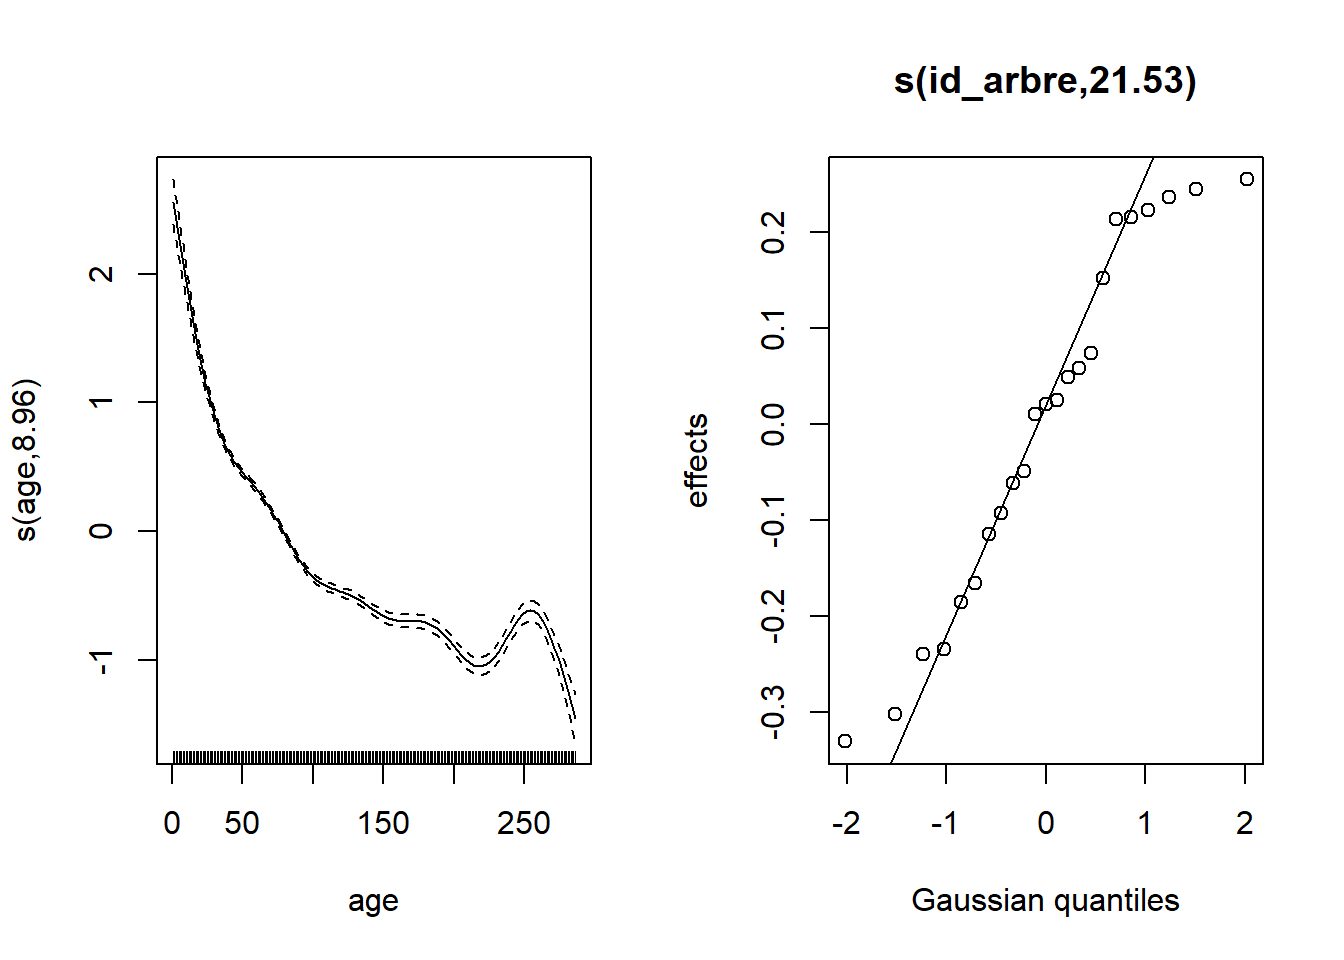 s(age,8.96)
2
1
0
-1
0 50 150 250
age
s(id_arbre,21.53)
effects
0.2
0.1
0.0
-0.1
-0.2
-0.3
-2 -1 0 1 2
Gaussian quantiles